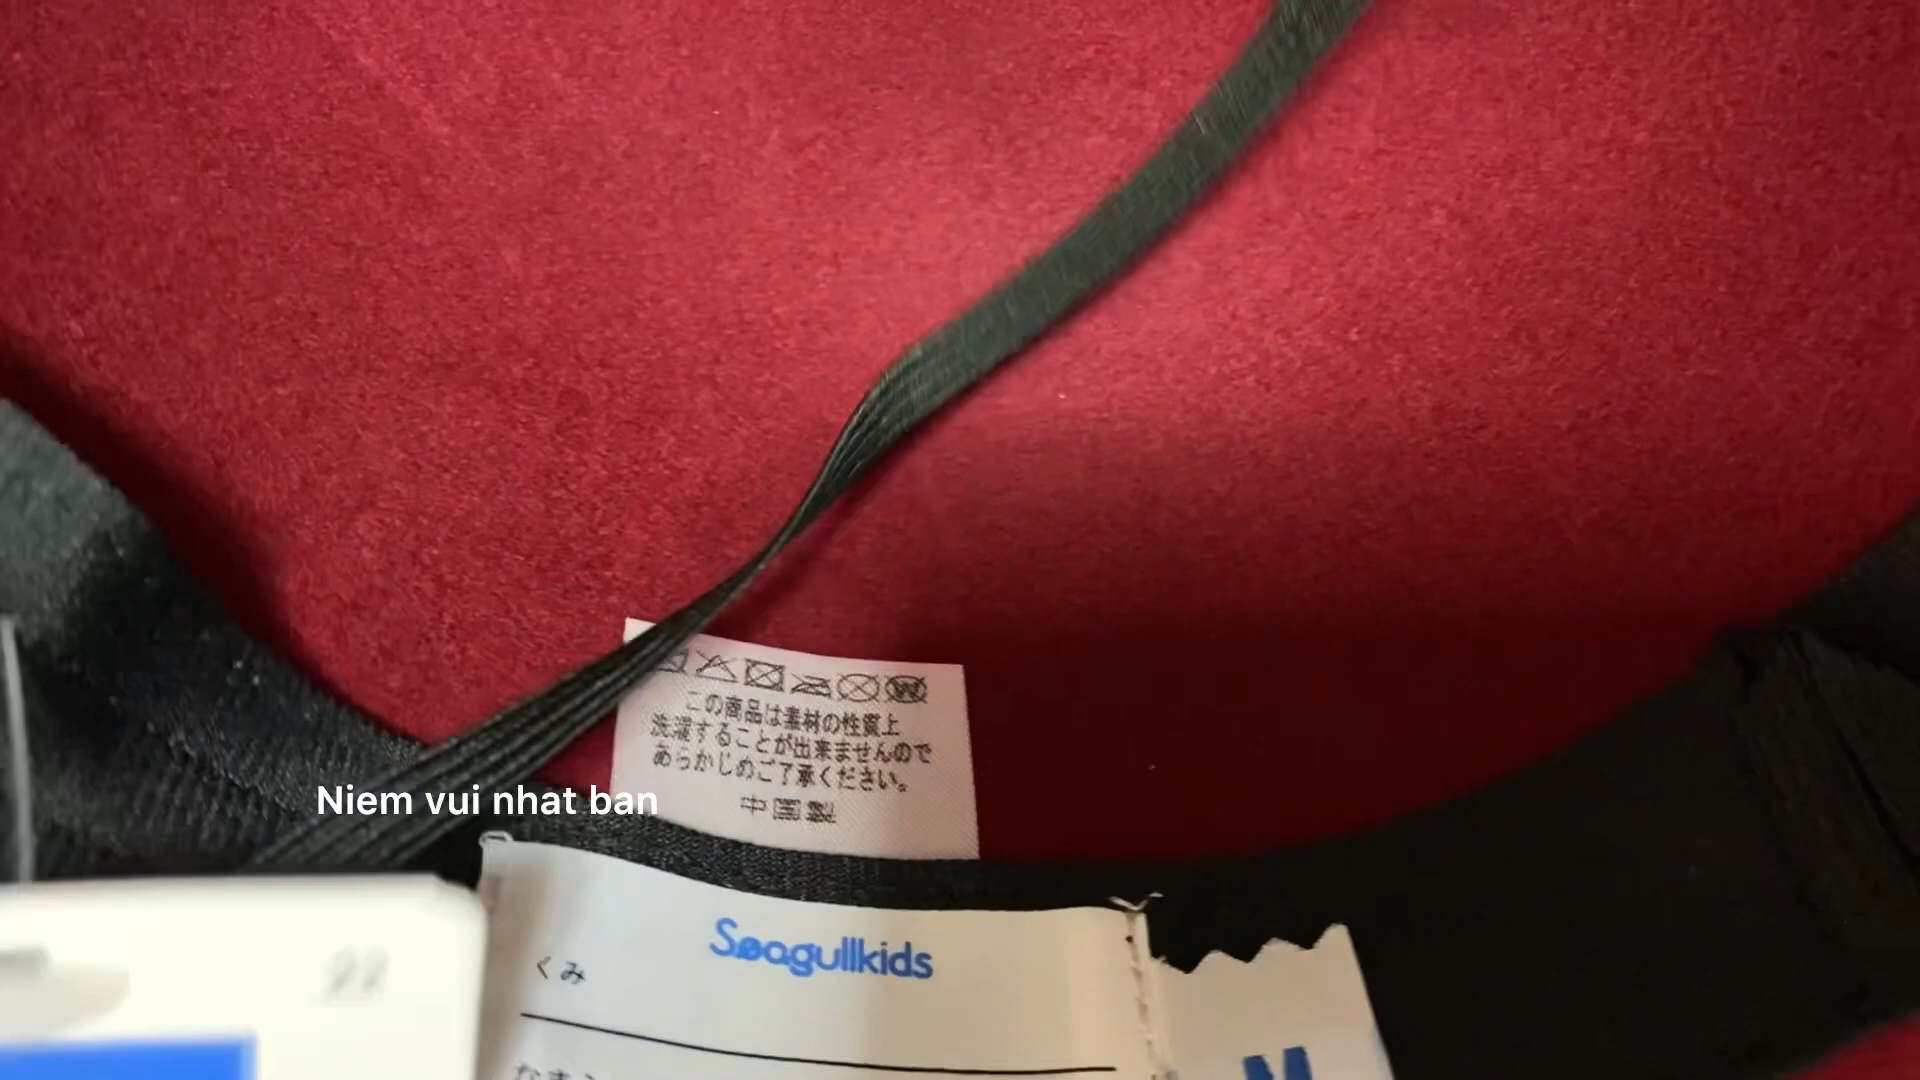 この商品は素材の性質上
洗濯することが出来ませんので
あらかじめご了承ください。
中国製
Niem vui nhat ban
Seagullkids
くみ
M